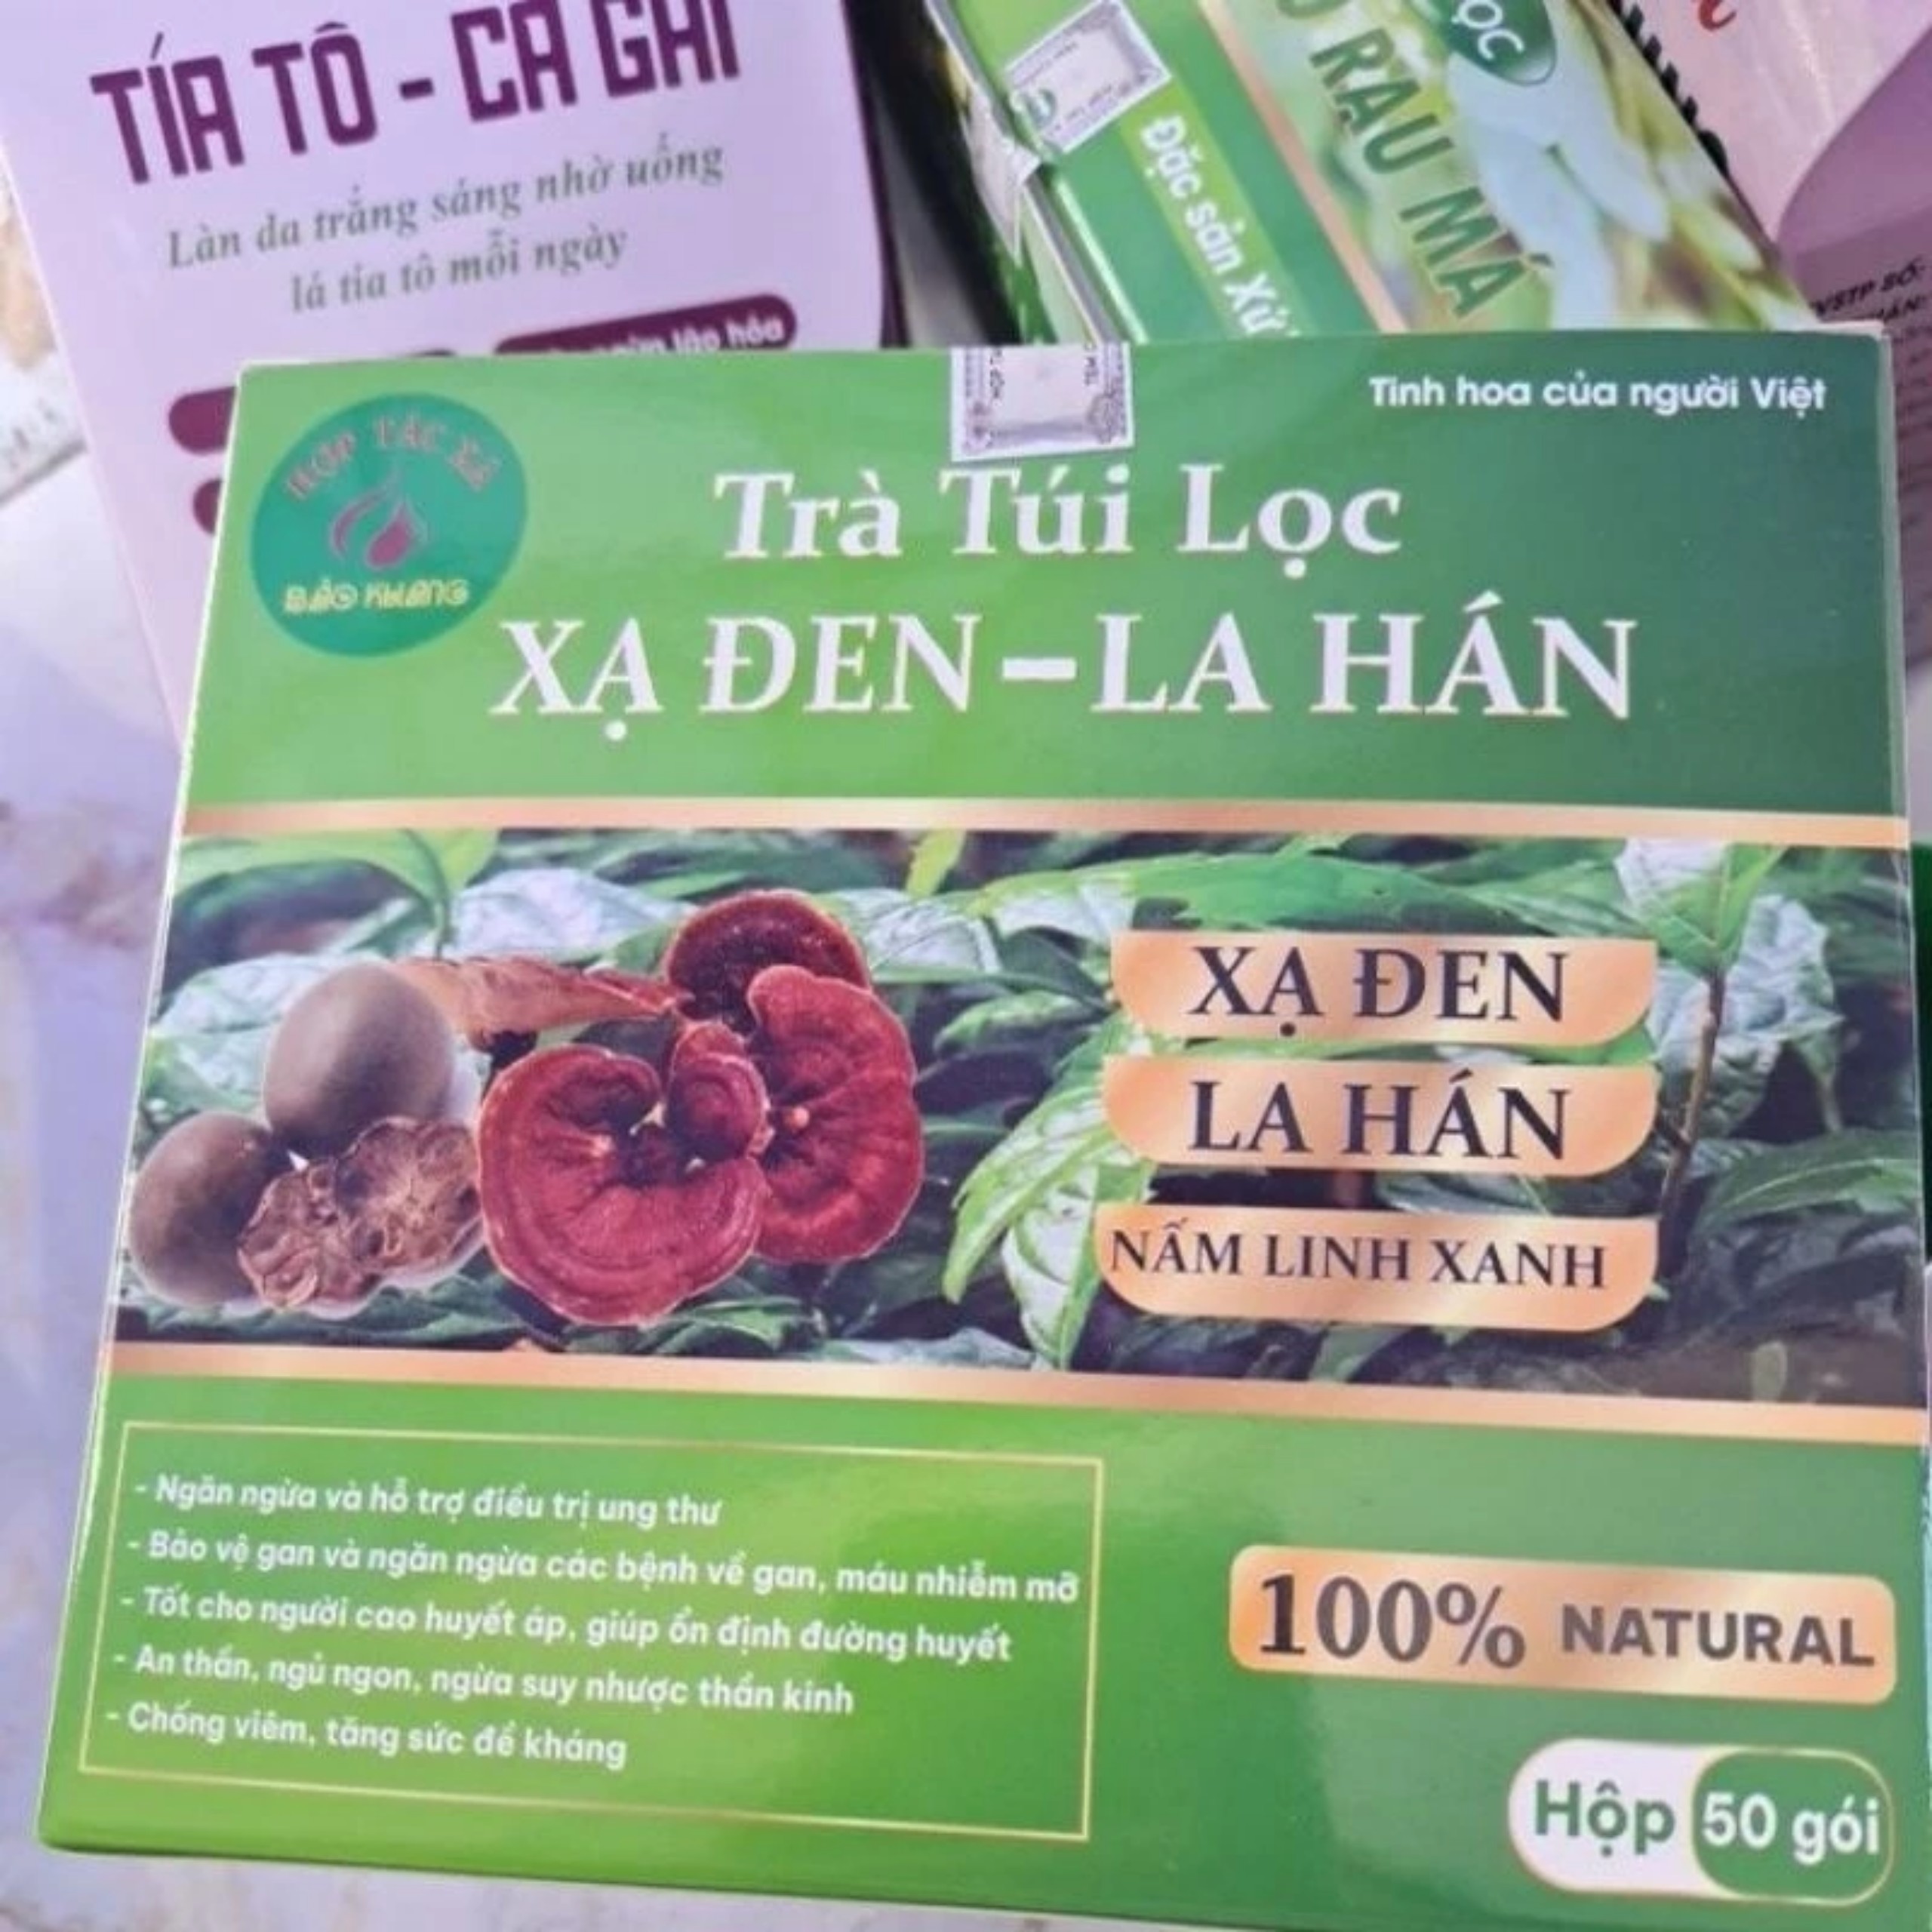 TÍA TÔ - CÀ GAI
Làn da trắng sáng nhờ uống
lá tía tô mỗi ngày
lão hóa
ỌC
RAU MÁ
Đặc sản Xứ
VSTP SỐ:
Tinh hoa của người Việt
HỢP TÁC XÃ
BẢO KHANG
Trà Túi Lọc
XẠ ĐEN - LA HÁN
XẠ ĐEN
LA HÁN
NẤM LINH XANH
- Ngăn ngừa và hỗ trợ điều trị ung thư
- Bảo vệ gan và ngăn ngừa các bệnh về gan, máu nhiễm mỡ
- Tốt cho người cao huyết áp, giúp ổn định đường huyết
- An thần, ngủ ngon, ngừa suy nhược thần kinh
- Chống viêm, tăng sức đề kháng
100% NATURAL
Hộp 50 gói